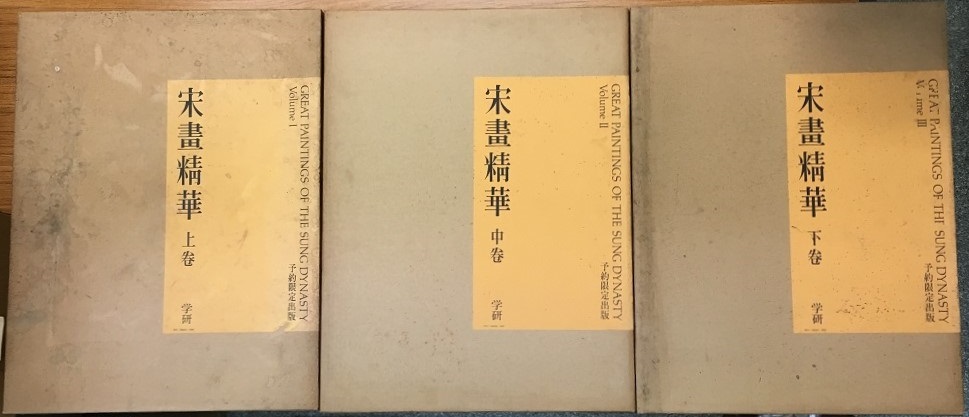 宋畫精華
上卷
学研
GREAT PAINTINGS OF THE SUNG DYNASTY
Volume I
予約限定出版
宋畫精華
中卷
学研
GREAT PAINTINGS OF THE SUNG DYNASTY
Volume II
予約限定出版
宋畫精華
下卷
学研
GREAT PAINTINGS OF THE SUNG DYNASTY
Volume III
予約限定出版